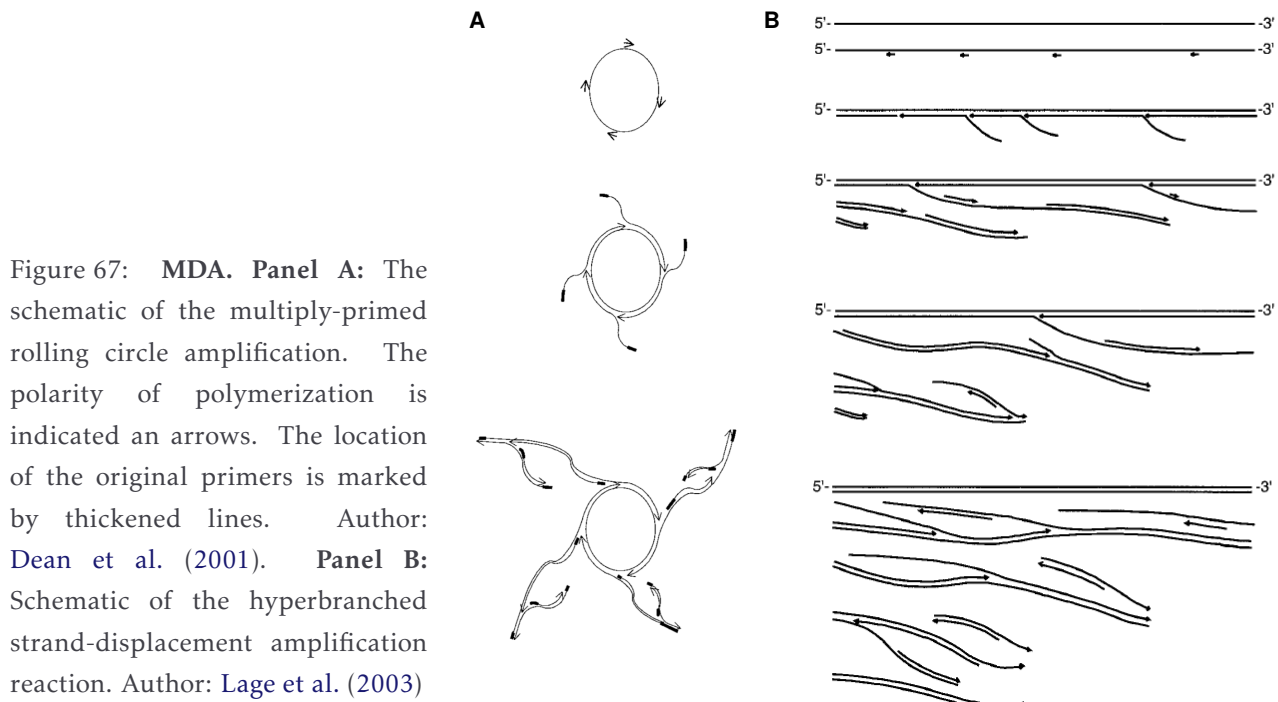 Figure 67: MDA. Panel A: The
schematic of the multiply-primed
rolling circle amplification. The
polarity of polymerization is
indicated an arrows. The location
of the original primers is marked
by thickened lines. Author:
Dean et al. (2001). Panel B:
Schematic of the hyperbranched
strand-displacement amplification
reaction. Author: Lage et al. (2003)
A
B
5'- -3'
5'- -3'
5'- -3'
5'- -3'
5'- -3'
5'- -3'